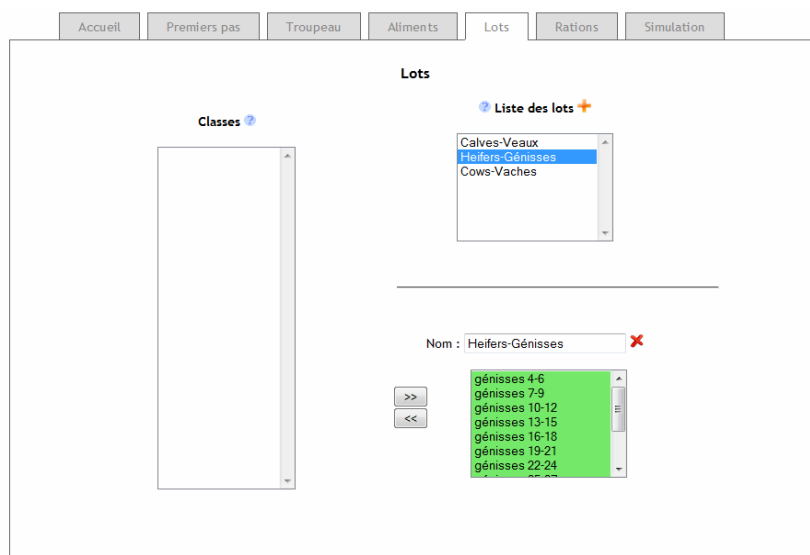 Accueil
Premiers pas
Troupeau
Aliments
Lots
Rations
Simulation
Lots
Classes ?
? Liste des lots
Calves-Veaux
Heifers-Génisses
Cows-Vaches
Nom : Heifers-Génisses
>>
<<
génisses 4-6
génisses 7-9
génisses 10-12
génisses 13-15
génisses 16-18
génisses 19-21
génisses 22-24